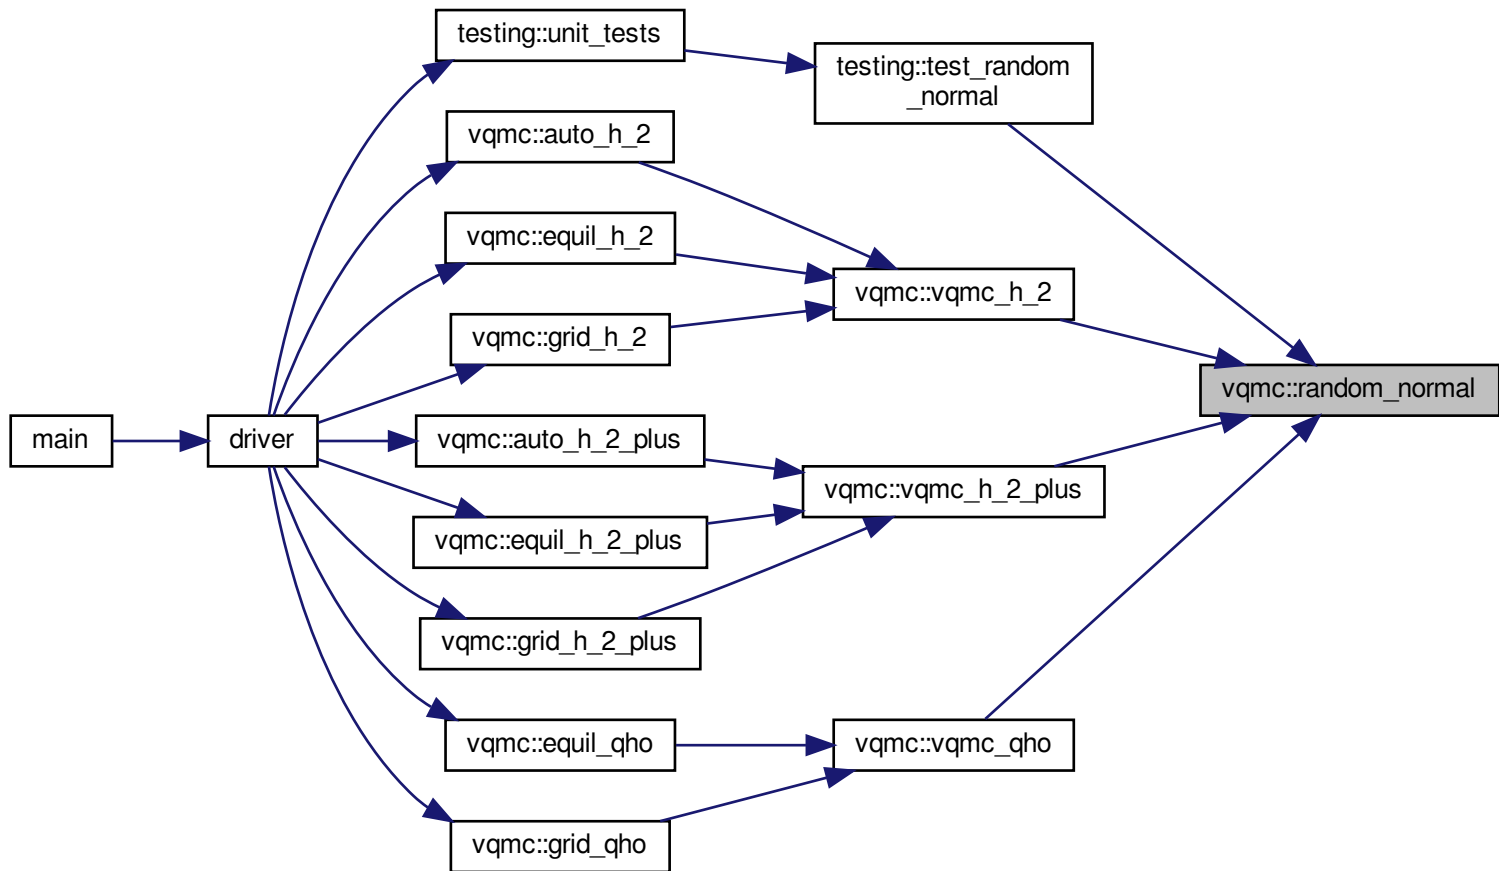 testing::unit_tests
testing::test_random
_normal
vqmc::auto_h_2
vqmc::equil_h_2
vqmc::vqmc_h_2
vqmc::grid_h_2
vqmc::random_normal
main
driver
vqmc::auto_h_2_plus
vqmc::vqmc_h_2_plus
vqmc::equil_h_2_plus
vqmc::grid_h_2_plus
vqmc::equil_qho
vqmc::vqmc_qho
vqmc::grid_qho